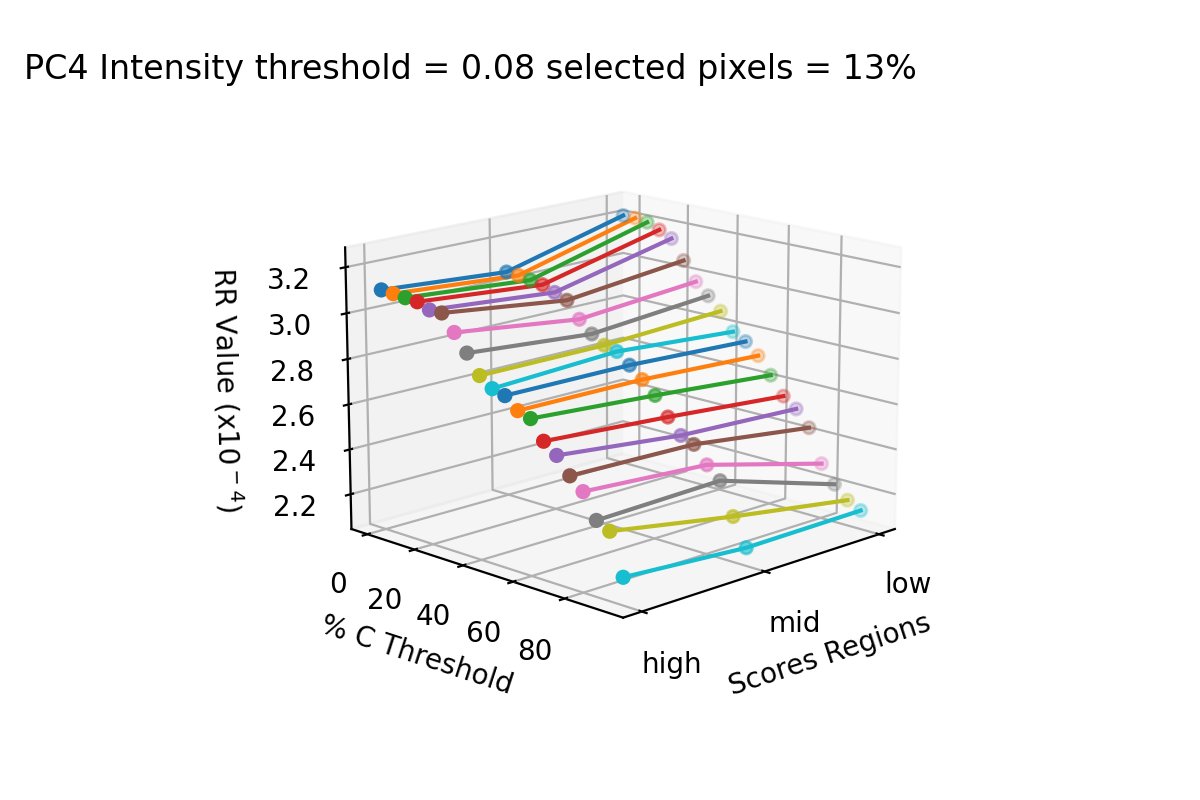 PC4 Intensity threshold = 0.08 selected pixels = 13%
RR Value (x10⁻⁴)
3.2
3.0
2.8
2.6
2.4
2.2
0
20
40
60
80
% C Threshold
high
mid
low
Scores Regions